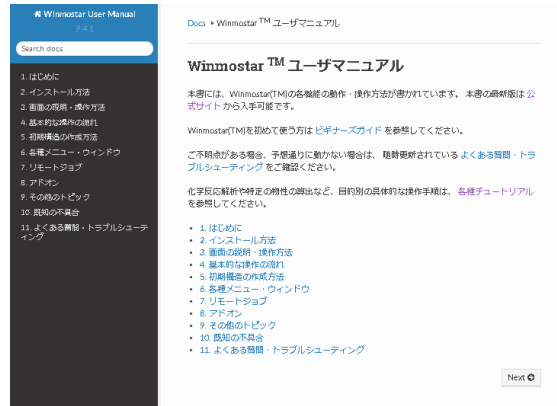 Winmostar User Manual
9.4.1
Search docs
1. はじめに
2. インストール方法
3. 画面の説明・操作方法
4. 基本的な操作の流れ
5. 初期構造の作成方法
6. 各種メニュー・ウィンドウ
7. リモートジョブ
8. アドオン
9. その他のトピック
10. 既知の不具合
11. よくある質問・トラブルシューテ
ィング
Docs » Winmostar TM ユーザマニュアル
Winmostar TM ユーザマニュアル
本書には、Winmostar(TM)の各機能の動作・操作方法が書かれています。 本書の最新版は 公
式サイト から入手可能です。
Winmostar(TM)を初めて使う方は ビギナーズガイド を参照してください。
ご不明点がある場合、予想通りに動かない場合は、 随時更新されている よくある質問・トラ
ブルシューティング をご確認ください。
化学反応解析や特定の物性の算出など、目的別の具体的な操作手順は、 各種チュートリアル
を参照してください。
• 1. はじめに
• 2. インストール方法
• 3. 画面の説明・操作方法
• 4. 基本的な操作の流れ
• 5. 初期構造の作成方法
• 6. 各種メニュー・ウィンドウ
• 7. リモートジョブ
• 8. アドオン
• 9. その他のトピック
• 10. 既知の不具合
• 11. よくある質問・トラブルシューティング
Next